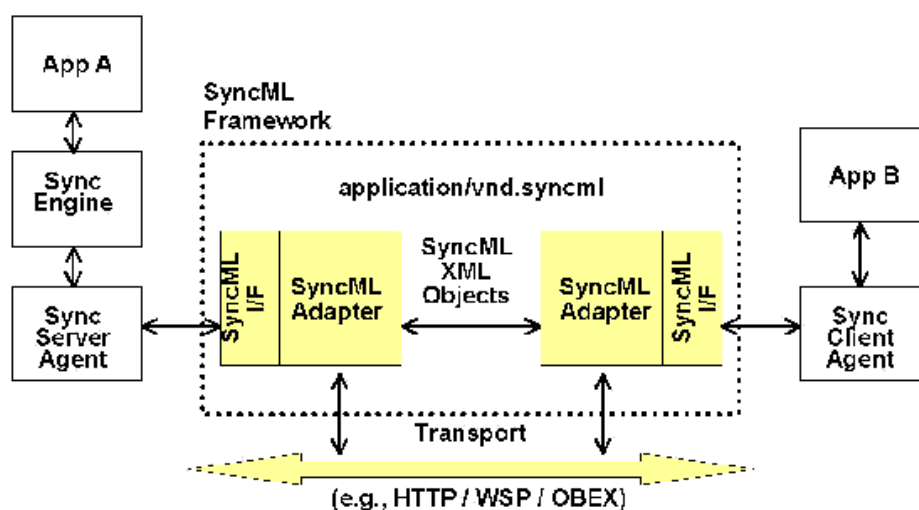 App A
SyncML
Framework
Sync
Engine
application/vnd.syncml
App B
SyncML
I/F
SyncML
Adapter
SyncML
XML
Objects
SyncML
Adapter
SyncML
I/F
Sync
Server
Agent
Sync
Client
Agent
Transport
(e.g., HTTP / WSP / OBEX)